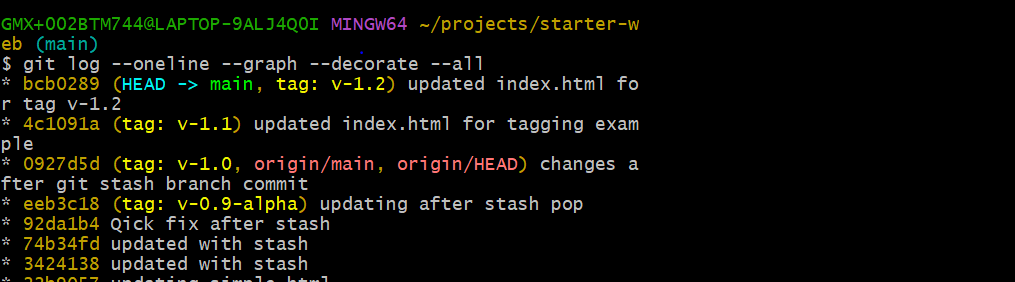 GMX+002BTM744@LAPTOP-9ALJ4Q0I MINGW64 ~/projects/starter-w
eb (main)
$ git log --oneline --graph --decorate --all
* bcb0289 (HEAD -> main, tag: v-1.2) updated index.html fo
r tag v-1.2
* 4c1091a (tag: v-1.1) updated index.html for tagging exam
ple
* 0927d5d (tag: v-1.0, origin/main, origin/HEAD) changes a
fter git stash branch commit
* eeb3c18 (tag: v-0.9-alpha) updating after stash pop
* 92da1b4 Qick fix after stash
* 74b34fd updated with stash
* 3424138 updated with stash
* updating simple html